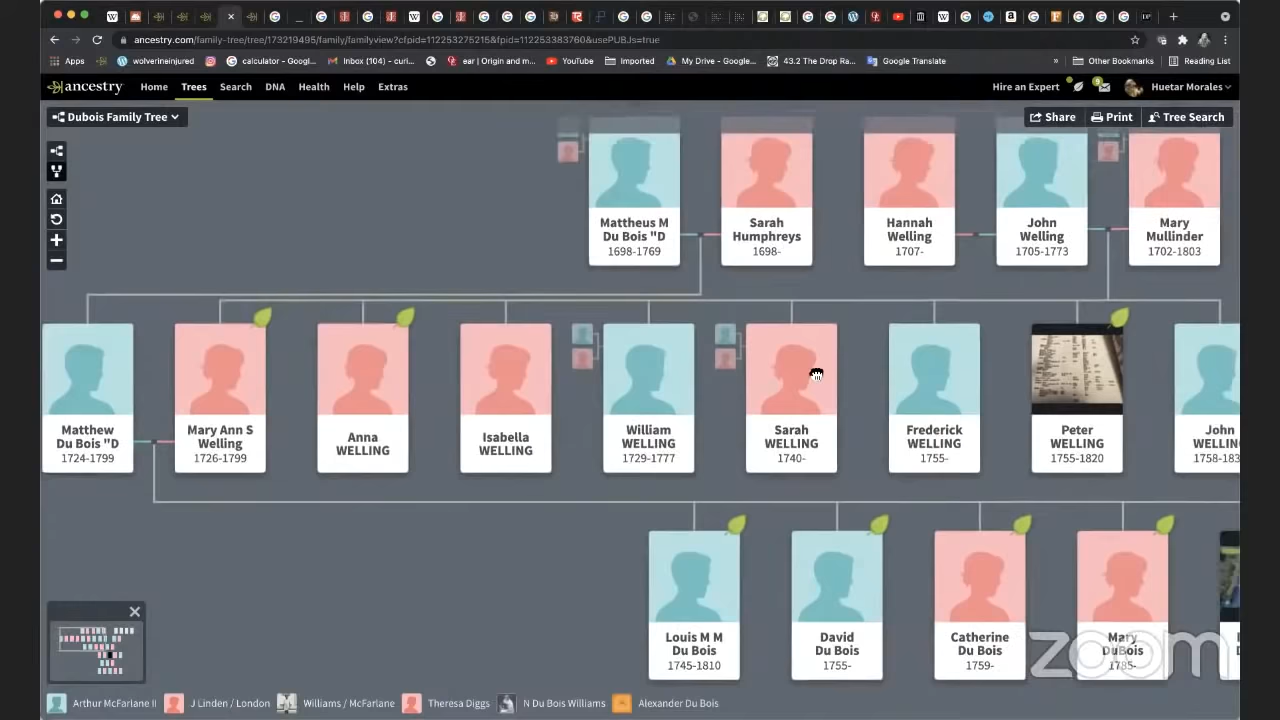 ancestry.com/family-tree/tree/173219495/family/familyview?cfpid=112253275215&fpid=112253383760&usePUBJs=true
Apps wolverineinjured calculator - Googl... Inbox (104) - curi... ear | Origin and m... YouTube Imported My Drive - Google... 43.2 The Drop Ra... Google Translate » Other Bookmarks Reading List
ancestry Home Trees Search DNA Health Help Extras Hire an Expert 9 Huetar Morales
Dubois Family Tree Share Print Tree Search
Mattheus M
Du Bois "D
1698-1769
Sarah
Humphreys
1698-
Hannah
Welling
1707-
John
Welling
1705-1773
Mary
Mullinder
1702-1803
Matthew
Du Bois "D
1724-1799
Mary Ann S
Welling
1726-1799
Anna
WELLING
Isabella
WELLING
William
WELLING
1729-1777
Sarah
WELLING
1740-
Frederick
WELLING
1755-
Peter
WELLING
1755-1820
John
WELLING
1758-183
Louis M M
Du Bois
1745-1810
David
Du Bois
1755-
Catherine
Du Bois
1759-
Mary
DuBois
1785-
zoom
Arthur McFarlane II J Linden / London Williams / McFarlane Theresa Diggs N Du Bois Williams Alexander Du Bois